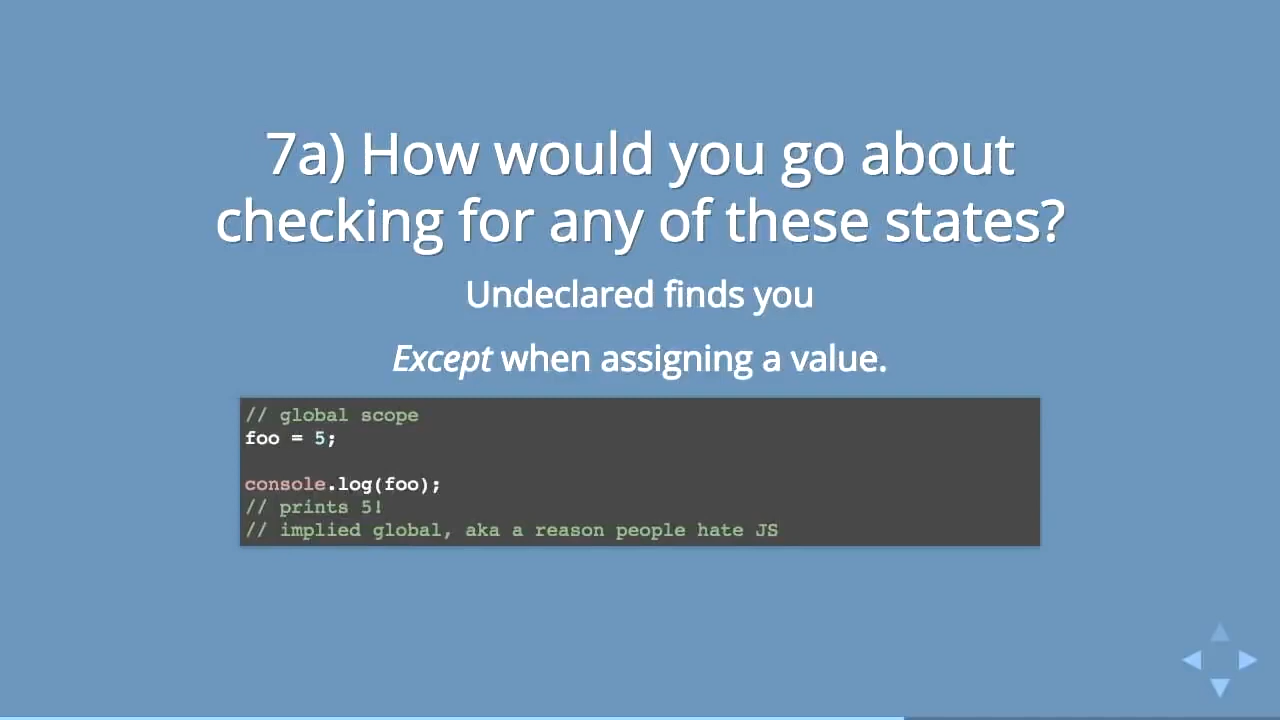 7a) How would you go about
checking for any of these states?
Undeclared finds you
Except when assigning a value.
// global scope
foo = 5;
console.log(foo);
// prints 5!
// implied global, aka a reason people hate JS